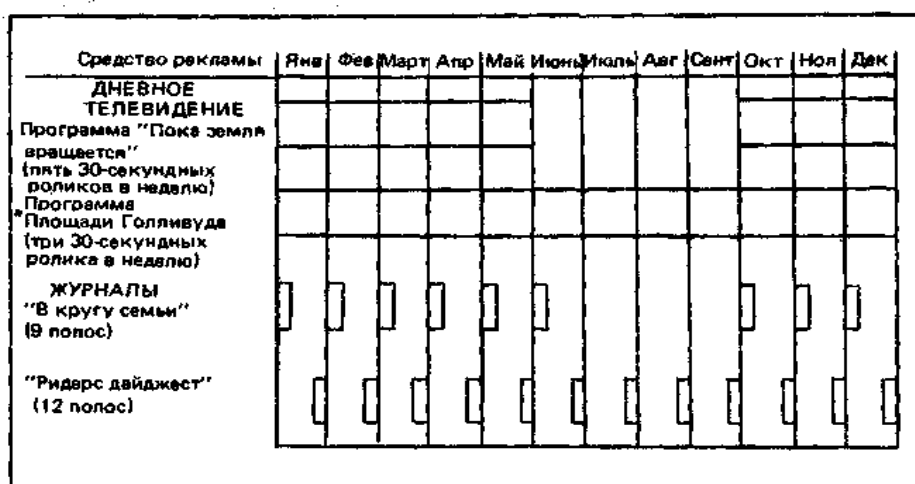 Средство рекламы Янв Фев Март Апр Май Июнь Июль Авг Сент Окт Ноя Дек
ДНЕВНОЕ
ТЕЛЕВИДЕНИЕ
Программа "Пока земля
вращается"
(пять 30-секундных
роликов в неделю)
Программа
"Площади Голливуда
(три 30-секундных
ролика в неделю)
ЖУРНАЛЫ
"В кругу семьи"
(9 полос)
"Ридерс дайджест"
(12 полос)